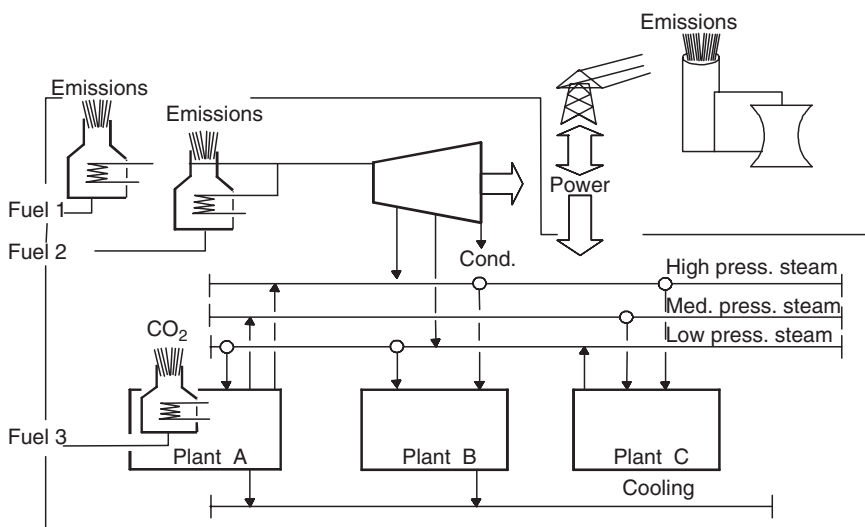 Emissions
Emissions
Emissions
Fuel 1
Power
Fuel 2
Cond.
High press. steam
Med. press. steam
CO₂
Low press. steam
Fuel 3
Plant A
Plant B
Plant C
Cooling